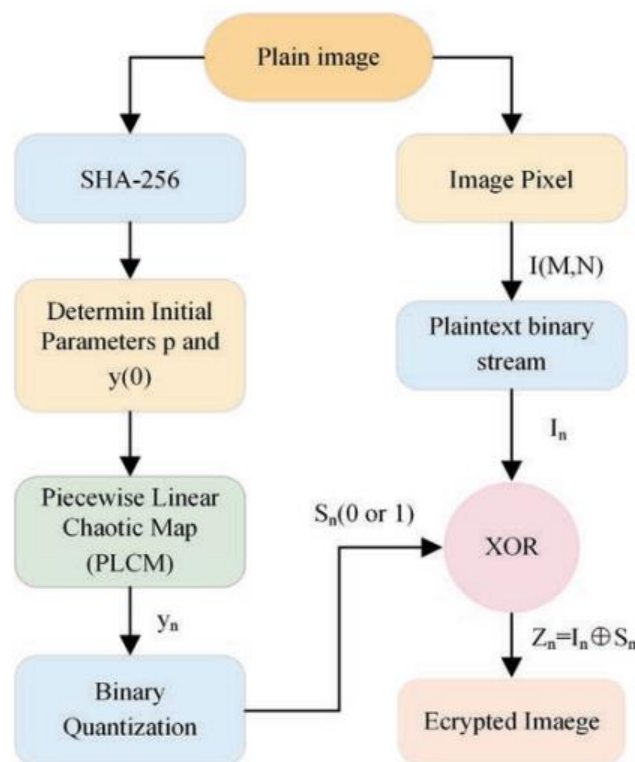 Plain image
SHA-256
Image Pixel
I(M,N)
Determin Initial
Parameters p and
y(0)
Plaintext binary
stream
Iₙ
Piecewise Linear
Chaotic Map
(PLCM)
Sₙ(0 or 1)
XOR
yₙ
Zₙ=Iₙ⊕Sₙ
Binary
Quantization
Ecrypted Imaege